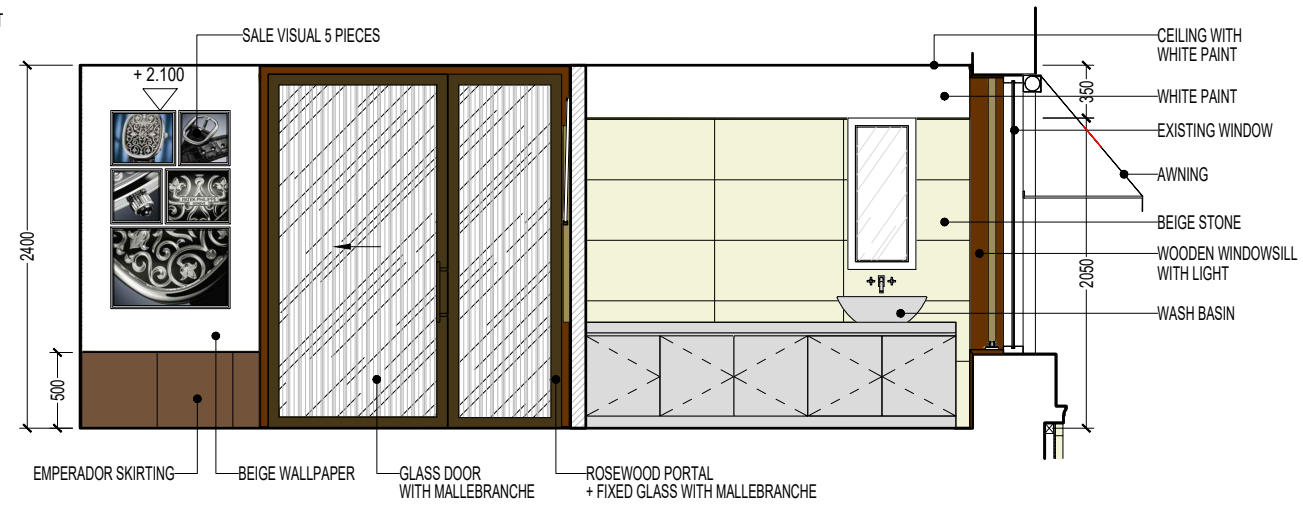 T
SALE VISUAL 5 PIECES
CEILING WITH
WHITE PAINT
+ 2.100
350
WHITE PAINT
EXISTING WINDOW
AWNING
PATEK PHILIPPE
BEIGE STONE
2400
2050
WOODEN WINDOWSILL
WITH LIGHT
WASH BASIN
500
EMPERADOR SKIRTING
BEIGE WALLPAPER
GLASS DOOR
WITH MALLEBRANCHE
ROSEWOOD PORTAL
+ FIXED GLASS WITH MALLEBRANCHE